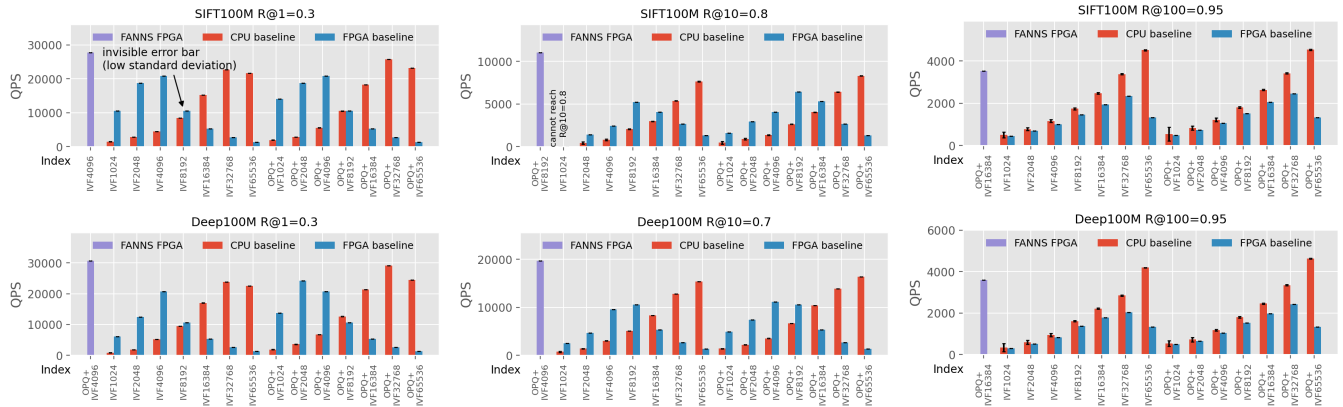 SIFT100M R@1=0.3
FANNS FPGA CPU baseline FPGA baseline
invisible error bar
(low standard deviation)
QPS
30000
20000
10000
0
Index
OPQ+ IVF4096
IVF1024
IVF2048
IVF4096
IVF8192
IVF16384
IVF32768
IVF65536
OPQ+ IVF1024
OPQ+ IVF2048
OPQ+ IVF4096
OPQ+ IVF8192
OPQ+ IVF16384
OPQ+ IVF32768
OPQ+ IVF65536
SIFT100M R@10=0.8
FANNS FPGA CPU baseline FPGA baseline
cannot reach
R@10=0.8
10000
5000
0
Index
OPQ+ IVF8192
IVF1024
IVF2048
IVF4096
IVF8192
IVF16384
IVF32768
IVF65536
OPQ+ IVF1024
OPQ+ IVF2048
OPQ+ IVF4096
OPQ+ IVF8192
OPQ+ IVF16384
OPQ+ IVF32768
OPQ+ IVF65536
SIFT100M R@100=0.95
FANNS FPGA CPU baseline FPGA baseline
QPS
4000
2000
0
Index
OPQ+ IVF16384
IVF1024
IVF2048
IVF4096
IVF8192
IVF16384
IVF32768
IVF65536
OPQ+ IVF1024
OPQ+ IVF2048
OPQ+ IVF4096
OPQ+ IVF8192
OPQ+ IVF16384
OPQ+ IVF32768
OPQ+ IVF65536
Deep100M R@1=0.3
FANNS FPGA CPU baseline FPGA baseline
QPS
30000
20000
10000
0
Index
OPQ+ IVF4096
IVF1024
IVF2048
IVF4096
IVF8192
IVF16384
IVF32768
IVF65536
OPQ+ IVF1024
OPQ+ IVF2048
OPQ+ IVF4096
OPQ+ IVF8192
OPQ+ IVF16384
OPQ+ IVF32768
OPQ+ IVF65536
Deep100M R@10=0.7
FANNS FPGA CPU baseline FPGA baseline
20000
10000
0
Index
OPQ+ IVF4096
IVF1024
IVF2048
IVF4096
IVF8192
IVF16384
IVF32768
IVF65536
OPQ+ IVF1024
OPQ+ IVF2048
OPQ+ IVF4096
OPQ+ IVF8192
OPQ+ IVF16384
OPQ+ IVF32768
OPQ+ IVF65536
Deep100M R@100=0.95
FANNS FPGA CPU baseline FPGA baseline
QPS
6000
4000
2000
0
Index
OPQ+ IVF16384
IVF1024
IVF2048
IVF4096
IVF8192
IVF16384
IVF32768
IVF65536
OPQ+ IVF1024
OPQ+ IVF2048
OPQ+ IVF4096
OPQ+ IVF8192
OPQ+ IVF16384
OPQ+ IVF32768
OPQ+ IVF65536